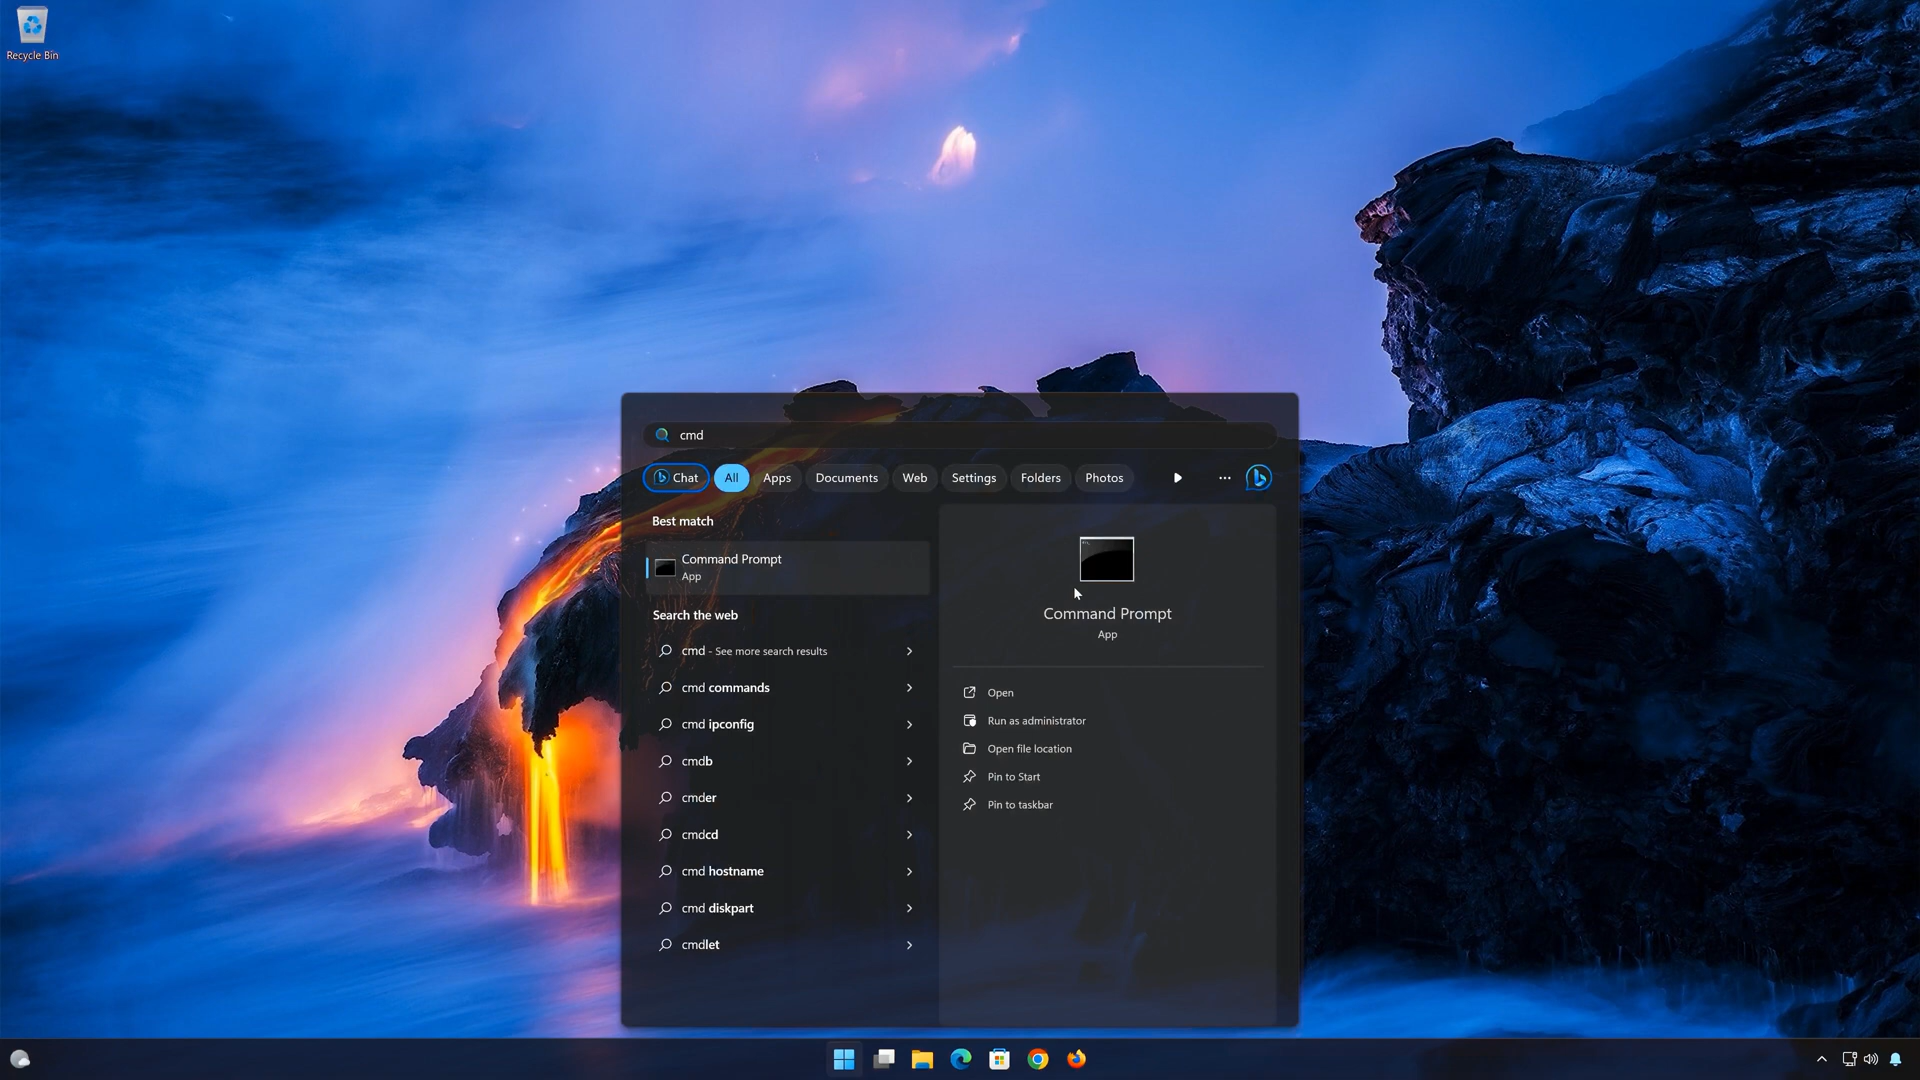 Recycle Bin
cmd
Chat All Apps Documents Web Settings Folders Photos
Best match
Command Prompt
App
Search the web
cmd - See more search results
cmd commands
cmd ipconfig
cmdb
cmder
cmdcd
cmd hostname
cmd diskpart
cmdlet
Command Prompt
App
Open
Run as administrator
Open file location
Pin to Start
Pin to taskbar